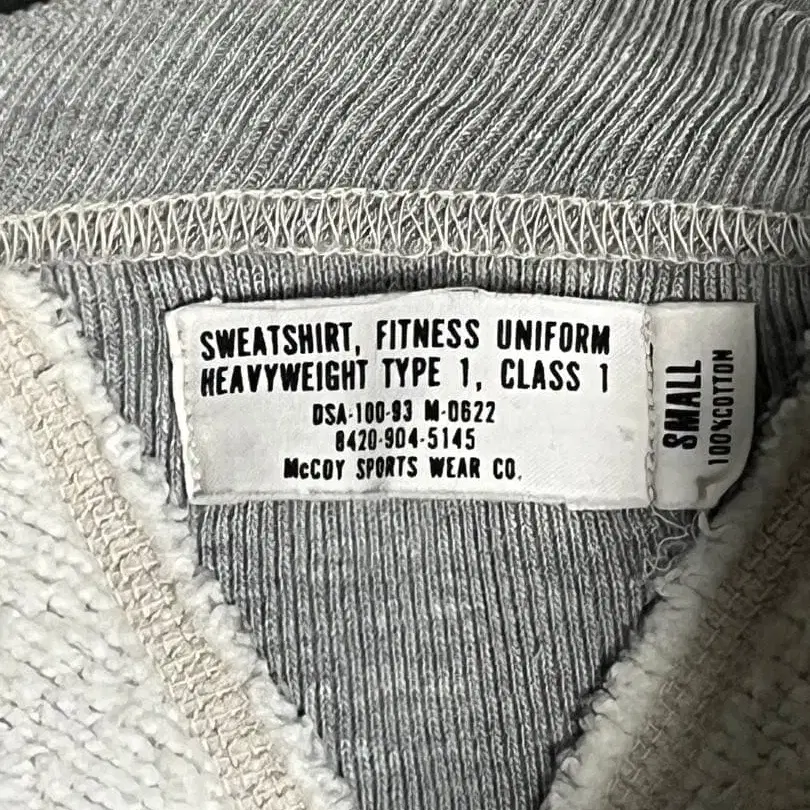 SWEATSHIRT, FITNESS UNIFORM
HEAVYWEIGHT TYPE 1, CLASS 1
DSA-100-93 M-0622
8420-904-5145
McCOY SPORTS WEAR CO.
SMALL
100%COTTON